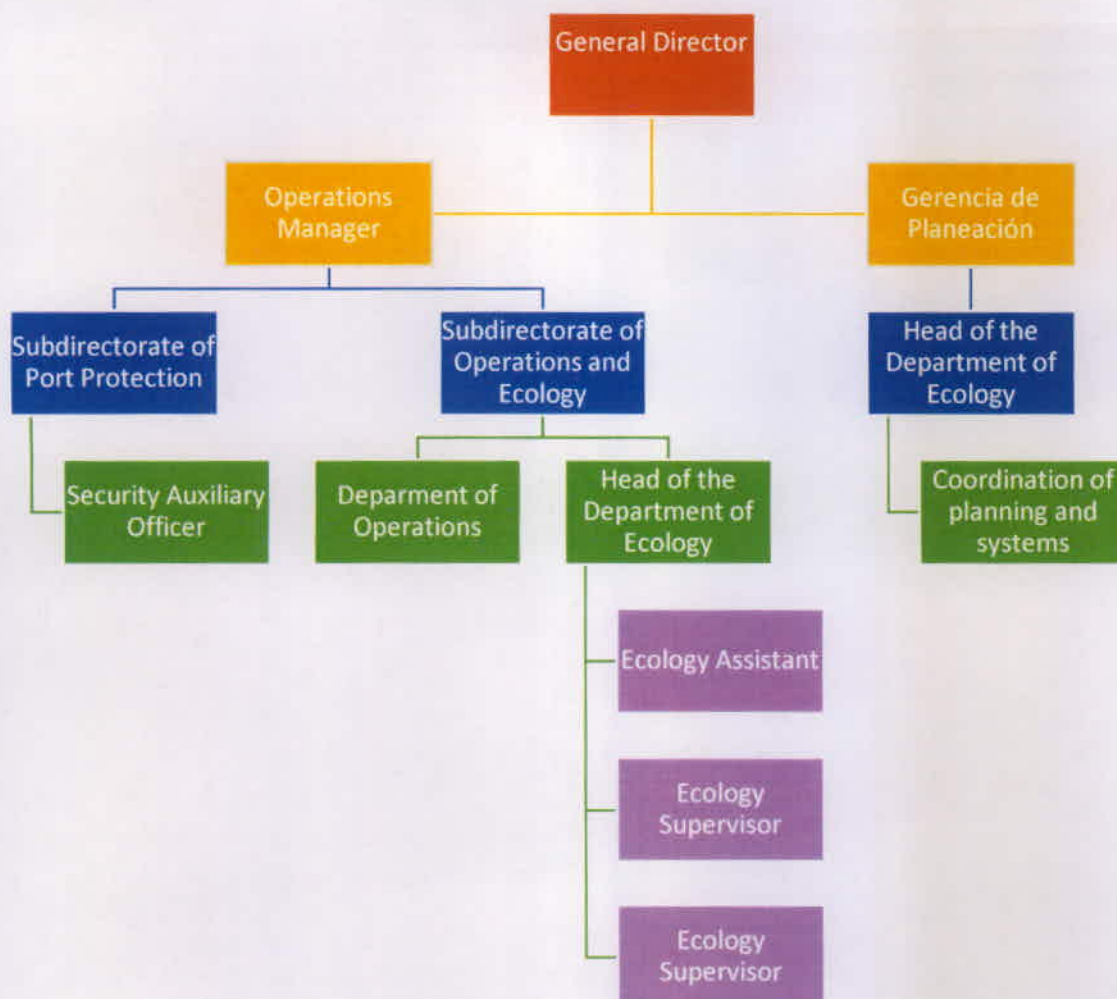 General Director
Operations
Manager
Gerencia de
Planeación
Subdirectorate of
Port Protection
Subdirectorate of
Operations and
Ecology
Head of the
Department of
Ecology
Security Auxiliary
Officer
Deparment of
Operations
Head of the
Department of
Ecology
Coordination of
planning and
systems
Ecology Assistant
Ecology
Supervisor
Ecology
Supervisor